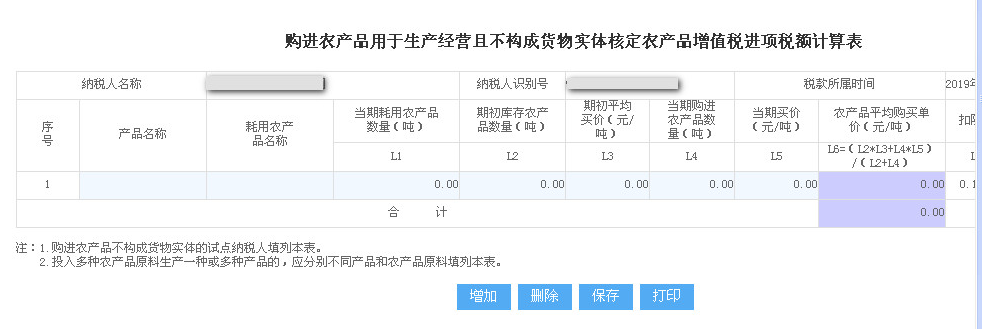 购进农产品用于生产经营且不构成货物实体核定农产品增值税进项税额计算表
纳税人名称 纳税人识别号 税款所属时间 2019年
序号 产品名称 耗用农产品名称 当期耗用农产品数量（吨） 期初库存农产品数量（吨） 期初平均买价（元/吨） 当期购进农产品数量（吨） 当期买价（元/吨） 农产品平均购买单价（元/吨）
L1 L2 L3 L4 L5 L6=（L2*L3+L4*L5）/（L2+L4）
1 0.00 0.00 0.00 0.00 0.00 0.00 0.1
合 计 0.00
注：1.购进农产品不构成货物实体的试点纳税人填列本表。
2.投入多种农产品原料生产一种或多种产品的，应分别不同产品和农产品原料填列本表。
增加 删除 保存 打印